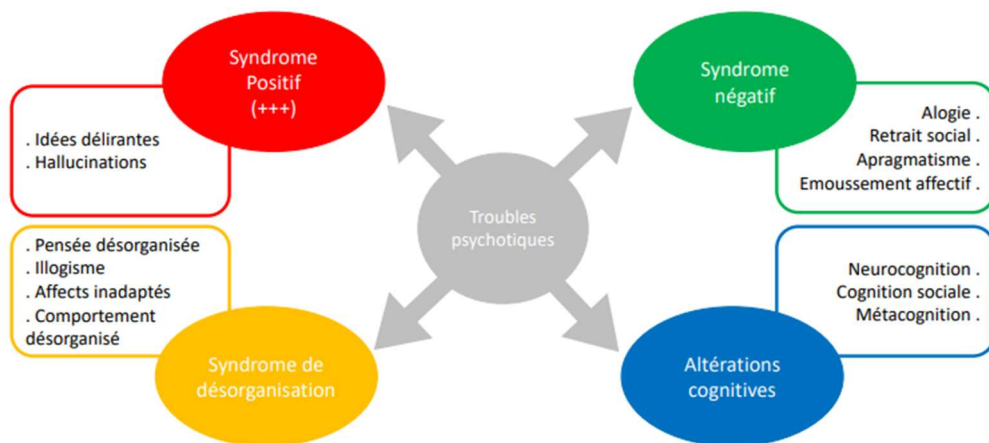 Syndrome
Positif
(+++)
. Idées délirantes
. Hallucinations
Syndrome
négatif
Alogie .
Retrait social .
Apragmatisme .
Emoussement affectif .
Troubles
psychotiques
. Pensée désorganisée
. Illogisme
. Affects inadaptés
. Comportement
désorganisé
Syndrome de
désorganisation
Neurocognition .
Cognition sociale .
Métacognition .
Altérations
cognitives